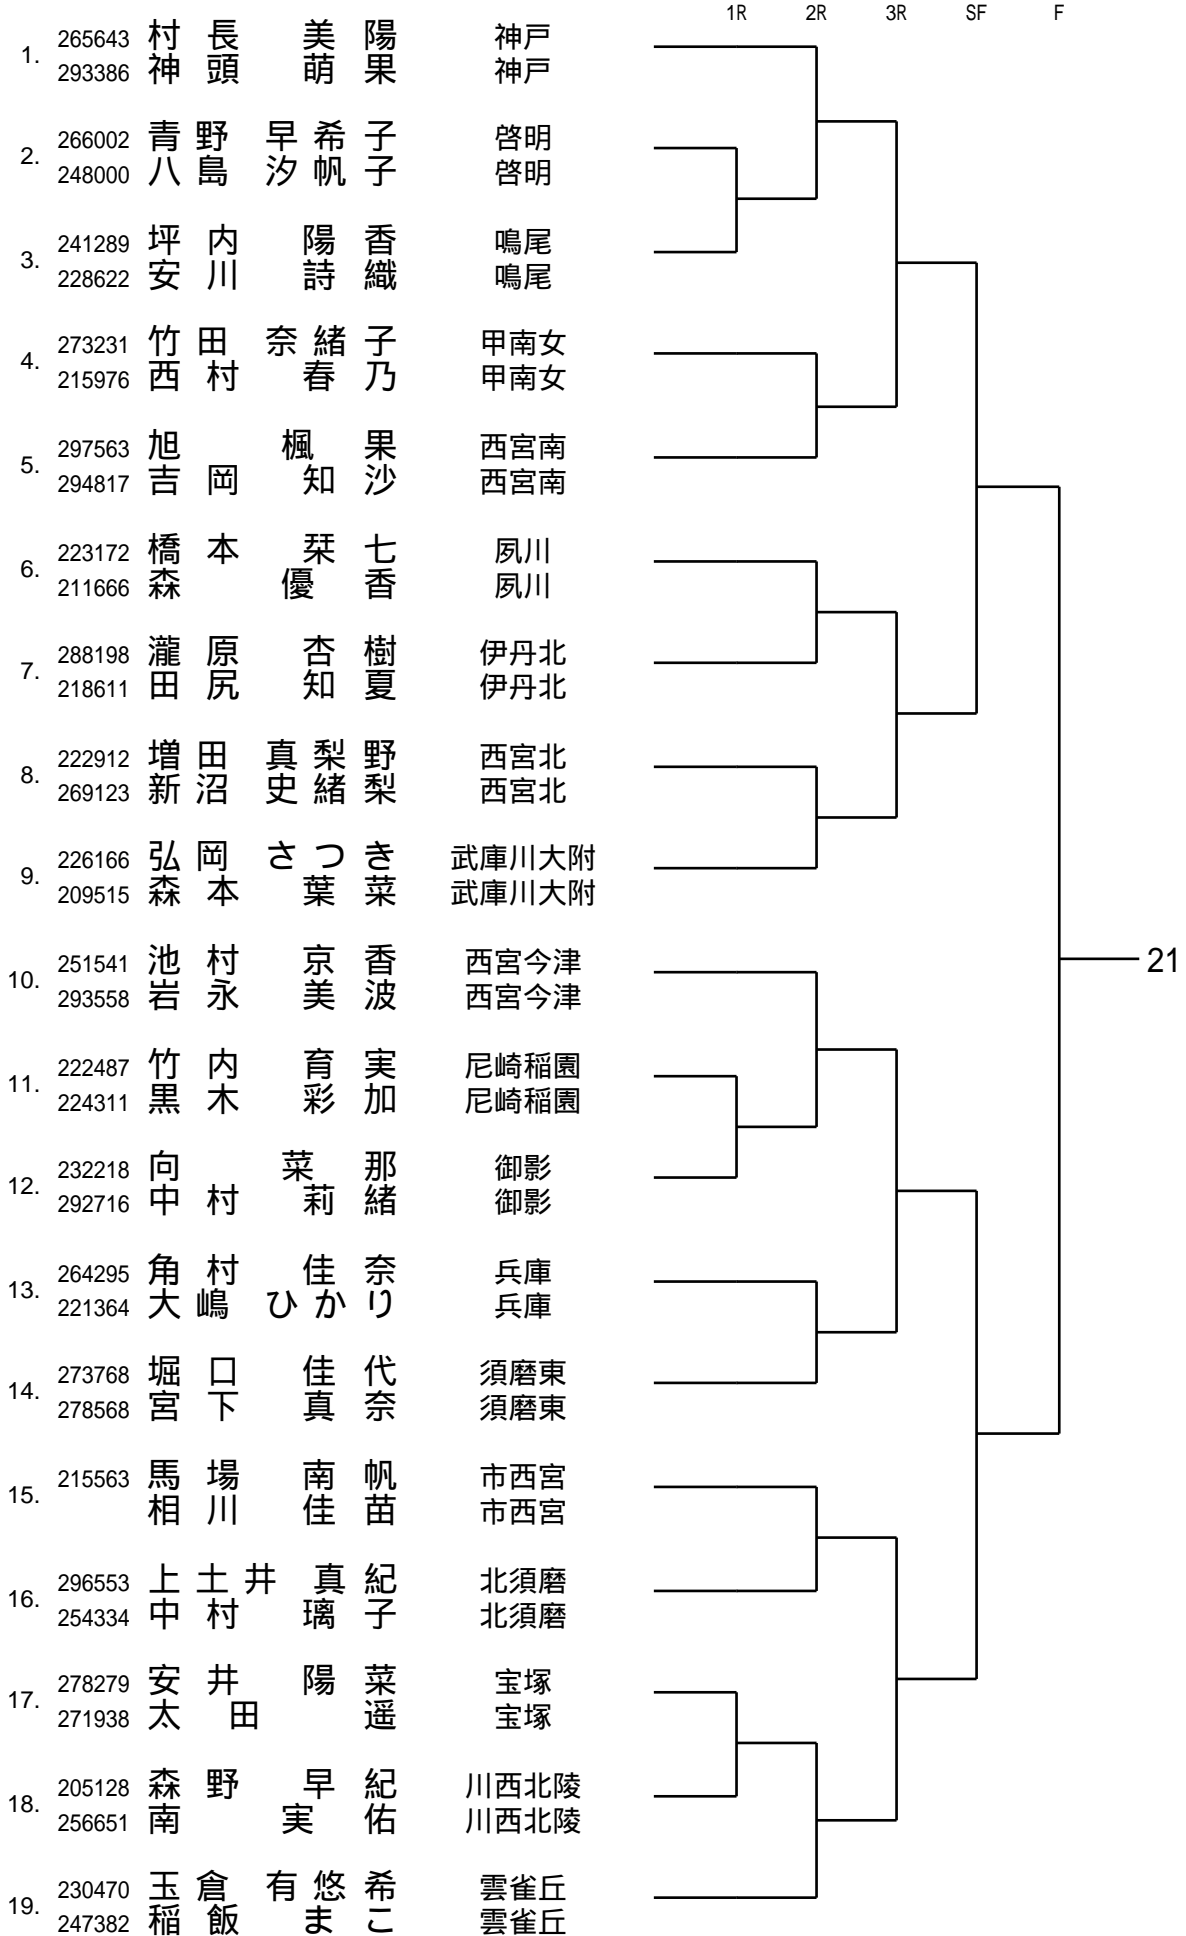 1R 2R 3R SF F
1. 265643 村長 美陽 神戸
293386 神頭 萌果 神戸
2. 266002 青野 早希子 啓明
248000 八島 汐帆子 啓明
3. 241289 坪内 陽香 鳴尾
228622 安川 詩織 鳴尾
4. 273231 竹田 奈緒子 甲南女
215976 西村 春乃 甲南女
5. 297563 旭 楓果 西宮南
294817 吉岡 知沙 西宮南
6. 223172 橋本 栞七 夙川
211666 森 優香 夙川
7. 288198 瀧原 杏樹 伊丹北
218611 田尻 知夏 伊丹北
8. 222912 増田 真梨野 西宮北
269123 新沼 史緒梨 西宮北
9. 226166 弘岡 さつき 武庫川大附
209515 森本 葉菜 武庫川大附
10. 251541 池村 京香 西宮今津
293558 岩永 美波 西宮今津
21
11. 222487 竹内 育実 尼崎稲園
224311 黒木 彩加 尼崎稲園
12. 232218 向 菜那 御影
292716 中村 莉緒 御影
13. 264295 角村 佳奈 兵庫
221364 大嶋 ひかり 兵庫
14. 273768 堀口 佳代 須磨東
278568 宮下 真奈 須磨東
15. 215563 馬場 南帆 市西宮
相川 佳苗 市西宮
16. 296553 上土井 真紀 北須磨
254334 中村 璃子 北須磨
17. 278279 安井 陽菜 宝塚
271938 太田 遥 宝塚
18. 205128 森野 早紀 川西北陵
256651 南 実佑 川西北陵
19. 230470 玉倉 有悠希 雲雀丘
247382 稲飯 まこ 雲雀丘